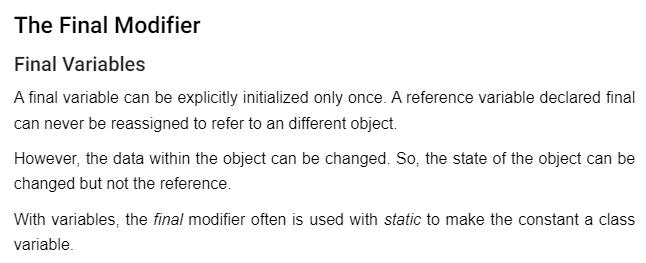 The Final Modifier
Final Variables
A final variable can be explicitly initialized only once. A reference variable declared final
can never be reassigned to refer to an different object.
However, the data within the object can be changed. So, the state of the object can be
changed but not the reference.
With variables, the final modifier often is used with static to make the constant a class
variable.